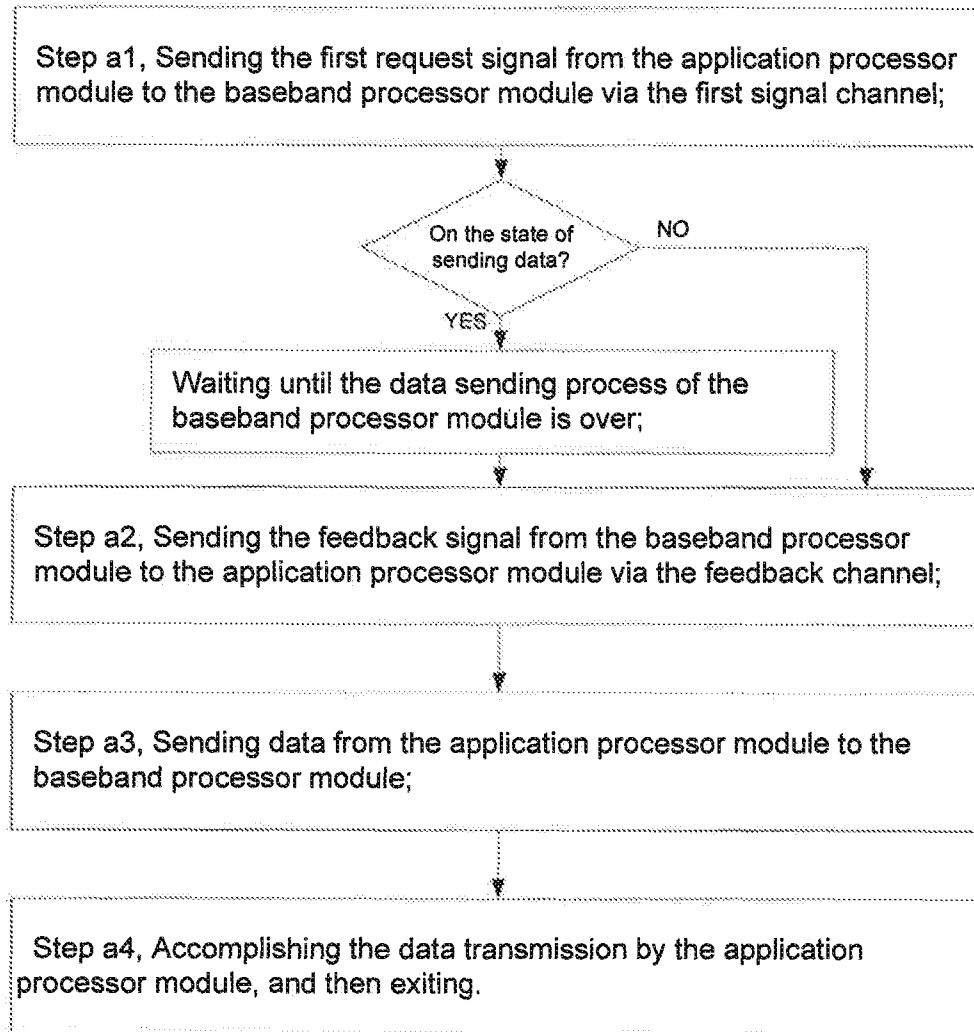 Step a1, Sending the first request signal from the application processor
module to the baseband processor module via the first signal channel;
On the state of
sending data?
NO
YES
Waiting until the data sending process of the
baseband processor module is over;
Step a2, Sending the feedback signal from the baseband processor
module to the application processor module via the feedback channel;
Step a3, Sending data from the application processor module to the
baseband processor module;
Step a4, Accomplishing the data transmission by the application
processor module, and then exiting.